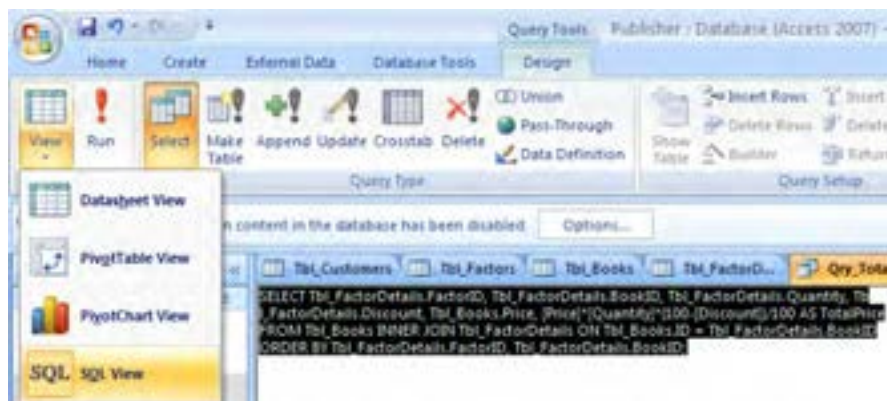 Query Tools Publisher : Database (Access 2007) -
Home Create External Data Database Tools Design
View Run Select Make Table Append Update Crosstab Delete
Union
Pass-Through
Data Definition
Show Table
Insert Rows
Delete Rows
Builder
Insert
Delete
Return
Query Type Query Setup
Datasheet View
PivotTable View
PivotChart View
SQL SQL View
n content in the database has been disabled Options...
Tbl_Customers Tbl_Factors Tbl_Books Tbl_FactorD... Qry_Tota
SELECT Tbl_FactorDetails.FactorID, Tbl_FactorDetails.BookID, Tbl_FactorDetails.Quantity, Tb
l_FactorDetails.Discount, Tbl_Books.Price, [Price]*[Quantity]*(100-[Discount])/100 AS TotalPrice
FROM Tbl_Books INNER JOIN Tbl_FactorDetails ON Tbl_Books.ID = Tbl_FactorDetails.BookID
ORDER BY Tbl_FactorDetails.FactorID, Tbl_FactorDetails.BookID;